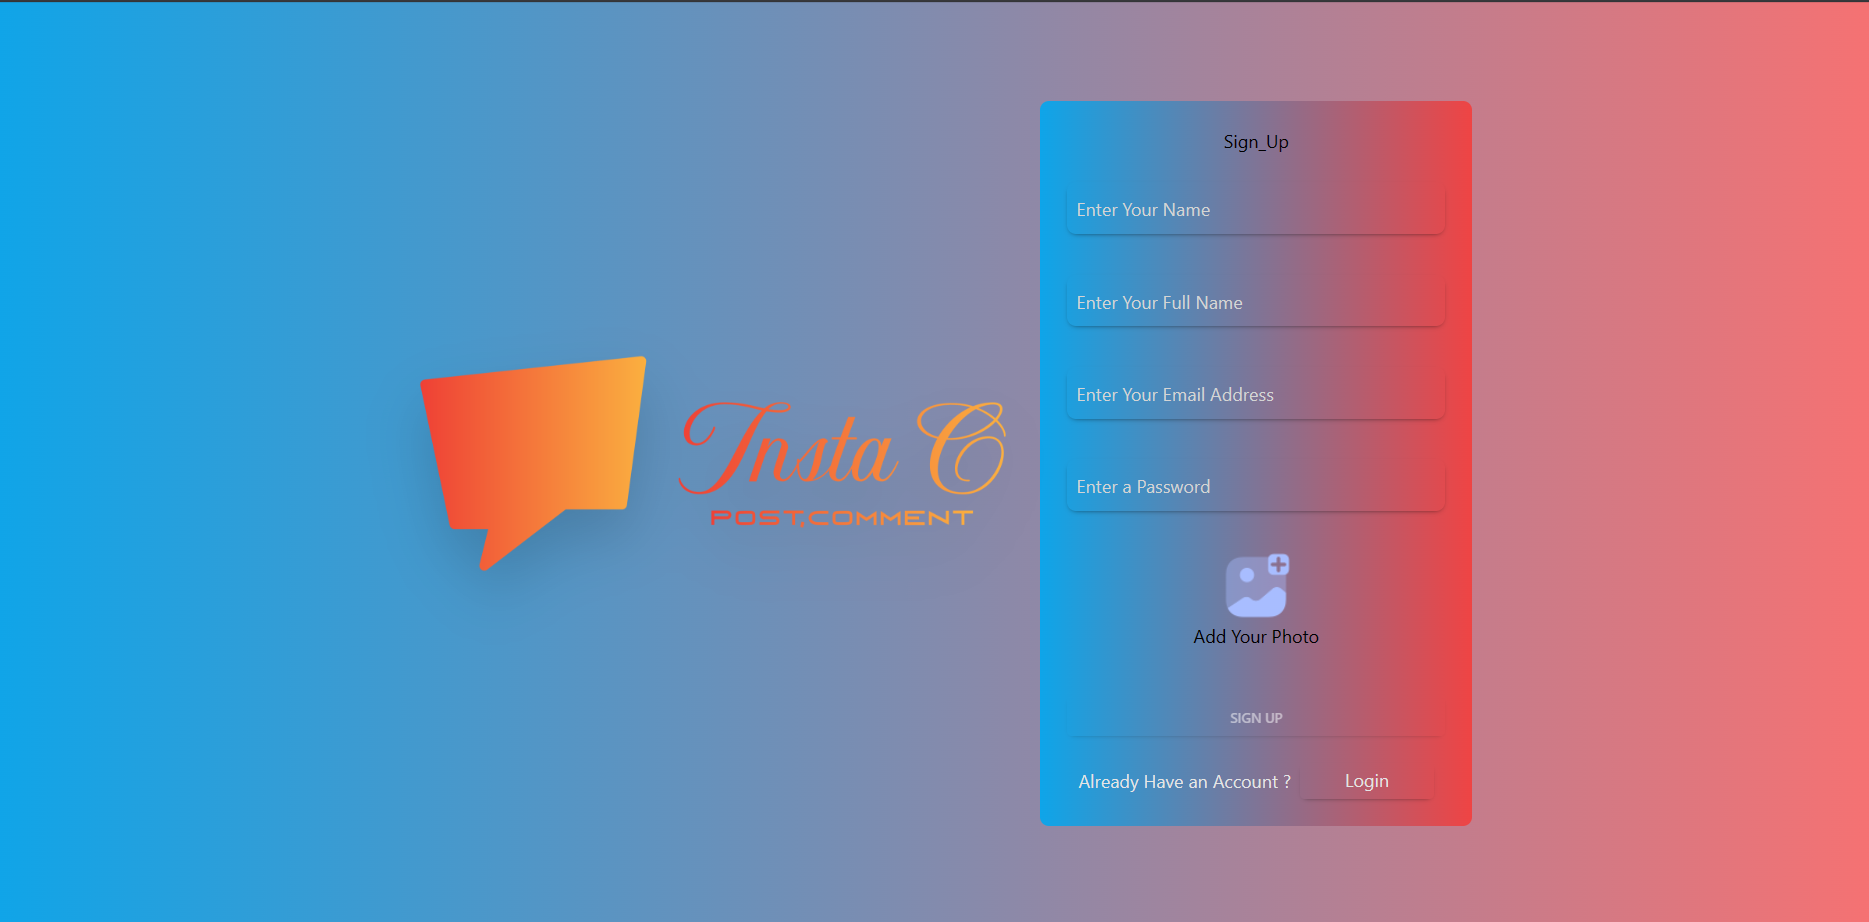 Insta C
POST,COMMENT
Sign_Up
Enter Your Name
Enter Your Full Name
Enter Your Email Address
Enter a Password
Add Your Photo
SIGN UP
Already Have an Account ? Login